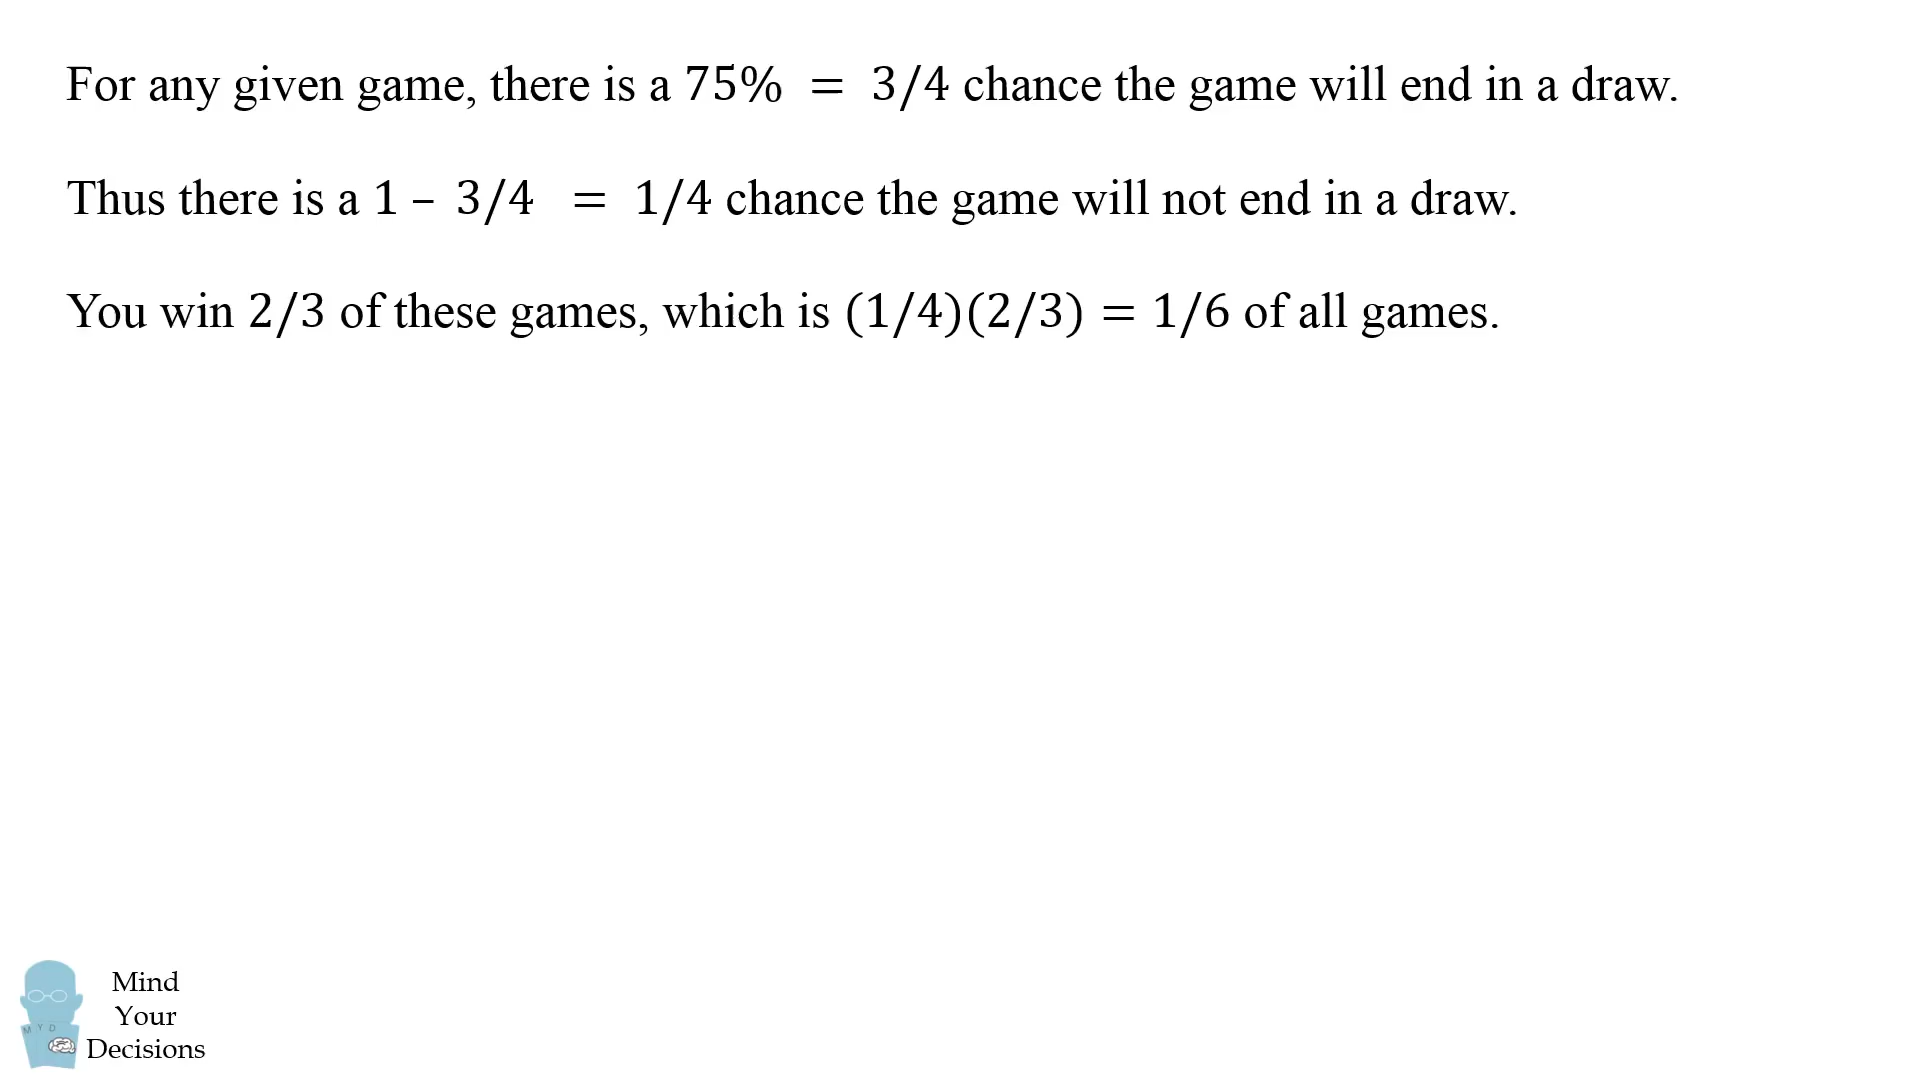 For any given game, there is a 75% = 3/4 chance the game will end in a draw.
Thus there is a 1 – 3/4 = 1/4 chance the game will not end in a draw.
You win 2/3 of these games, which is (1/4)(2/3) = 1/6 of all games.
M Y D
Mind
Your
Decisions